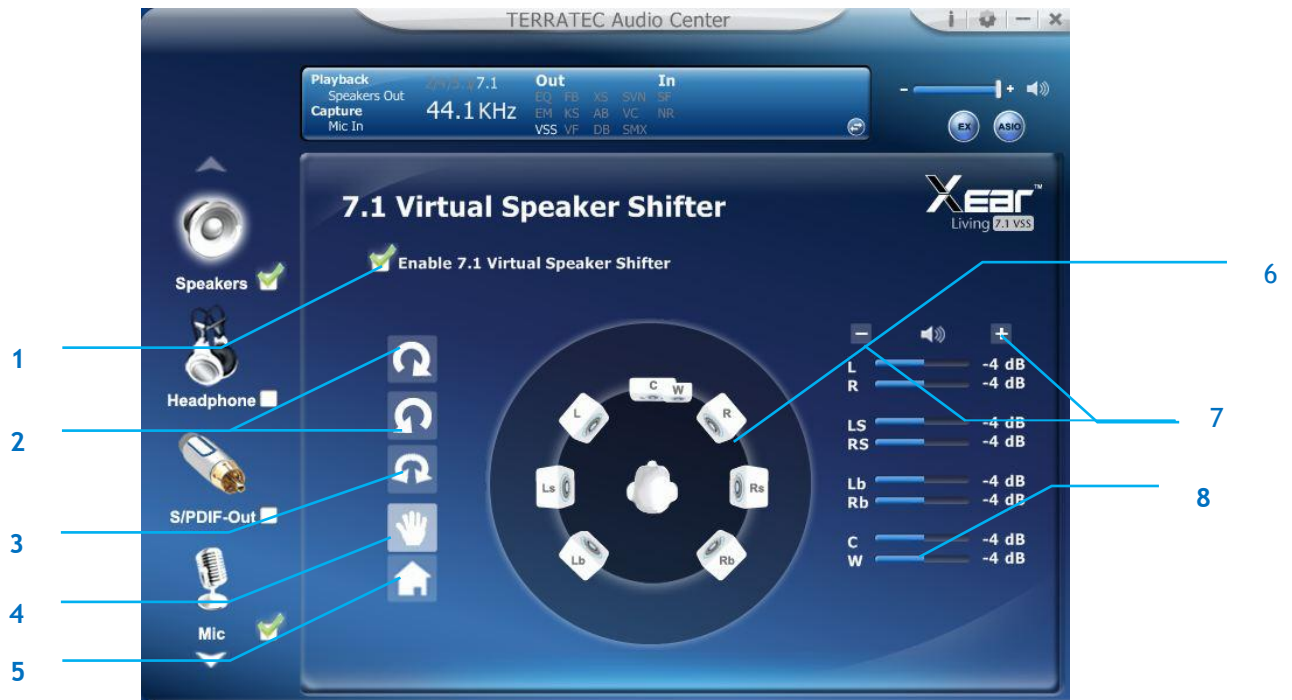 TERRATEC Audio Center
i
Playback
Speakers Out
Capture
Mic In
7.1
44.1KHz
Out
In
EQ FB XS SVN SF
EM KS AB VC NR
VSS VF DB SMX
- +
EX
ASIO
7.1 Virtual Speaker Shifter
Xear™
Living 7.1 VSS
Enable 7.1 Virtual Speaker Shifter
Speakers
Headphone
S/PDIF-Out
Mic
C
W
L
R
Ls
Rs
Lb
Rb
- +
L -4 dB
R -4 dB
LS -4 dB
RS -4 dB
Lb -4 dB
Rb -4 dB
C -4 dB
W -4 dB
1
2
3
4
5
6
7
8